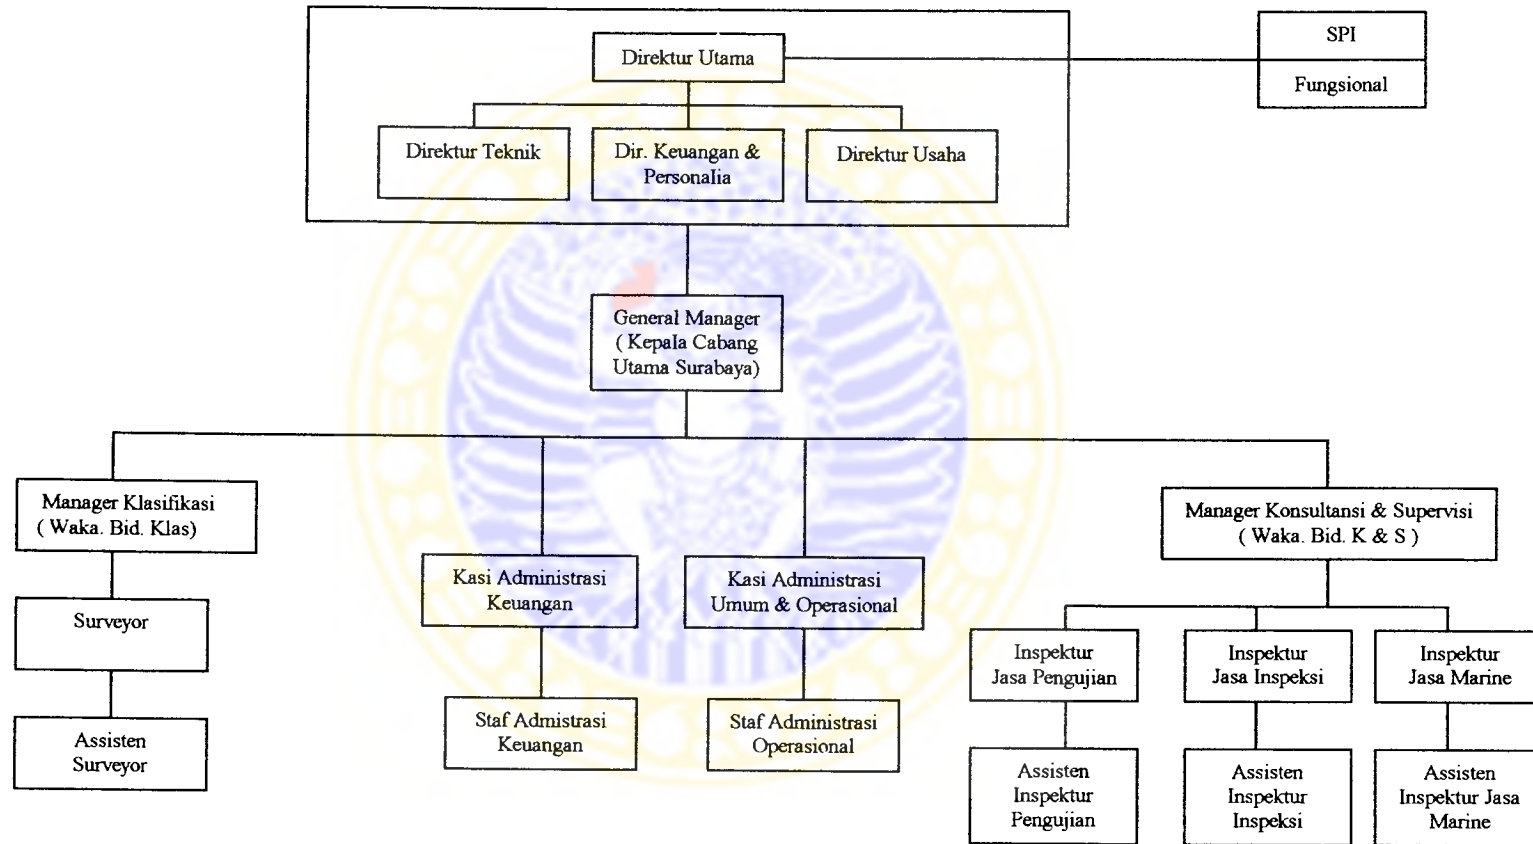 Direktur Utama
SPI
Fungsional
Direktur Teknik
Dir. Keuangan &
Personalia
Direktur Usaha
General Manager
( Kepala Cabang
Utama Surabaya)
Manager Klasifikasi
( Waka. Bid. Klas)
Manager Konsultansi & Supervisi
( Waka. Bid. K & S )
Kasi Administrasi
Keuangan
Kasi Administrasi
Umum & Operasional
Surveyor
Inspektur
Jasa Pengujian
Inspektur
Jasa Inspeksi
Inspektur
Jasa Marine
Staf Admistrasi
Keuangan
Staf Administrasi
Operasional
Assisten
Surveyor
Assisten
Inspektur
Pengujian
Assisten
Inspektur
Inspeksi
Assisten
Inspektur Jasa
Marine